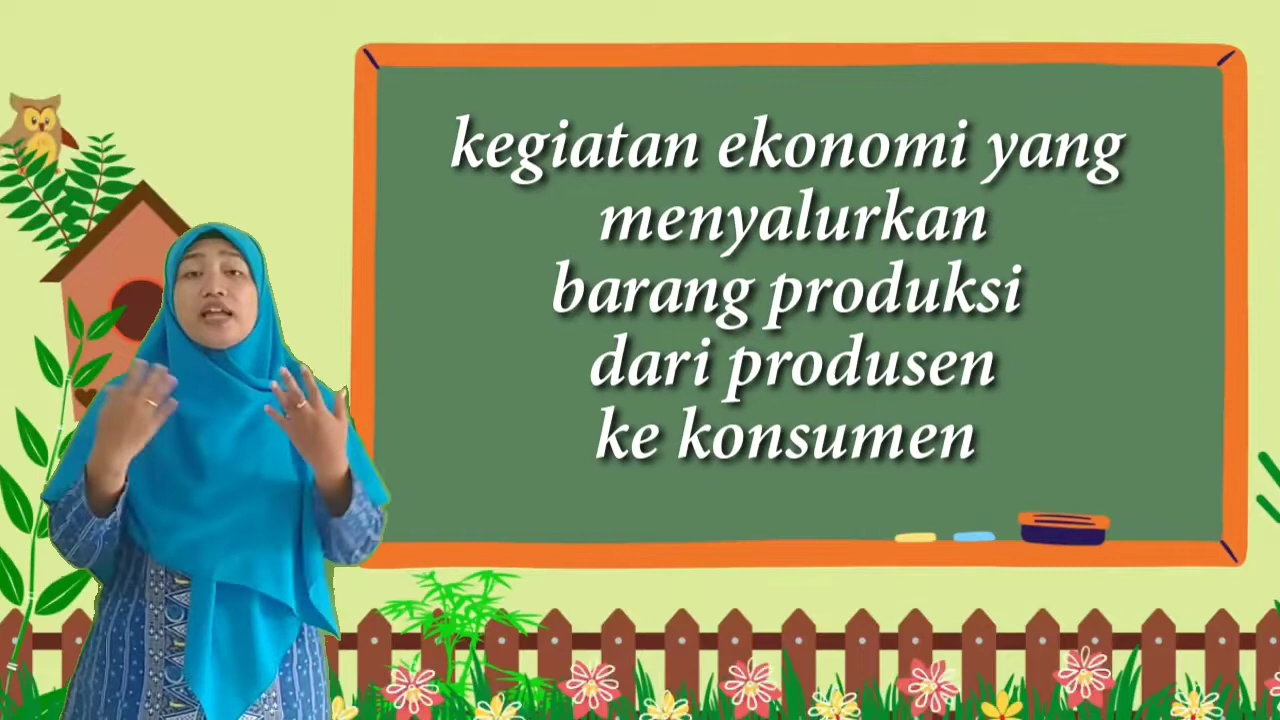 kegiatan ekonomi yang
menyalurkan
barang produksi
dari produsen
ke konsumen